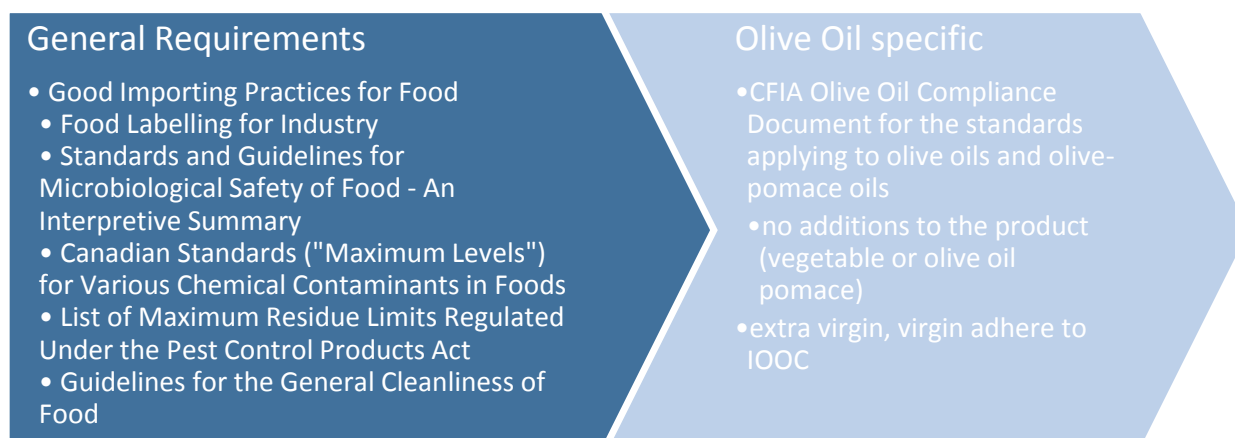 General Requirements
• Good Importing Practices for Food
• Food Labelling for Industry
• Standards and Guidelines for
Microbiological Safety of Food - An
Interpretive Summary
• Canadian Standards ("Maximum Levels")
for Various Chemical Contaminants in Foods
• List of Maximum Residue Limits Regulated
Under the Pest Control Products Act
• Guidelines for the General Cleanliness of
Food
Olive Oil specific
•CFIA Olive Oil Compliance
Document for the standards
applying to olive oils and olive-
pomace oils
•no additions to the product
(vegetable or olive oil
pomace)
•extra virgin, virgin adhere to
IOOC